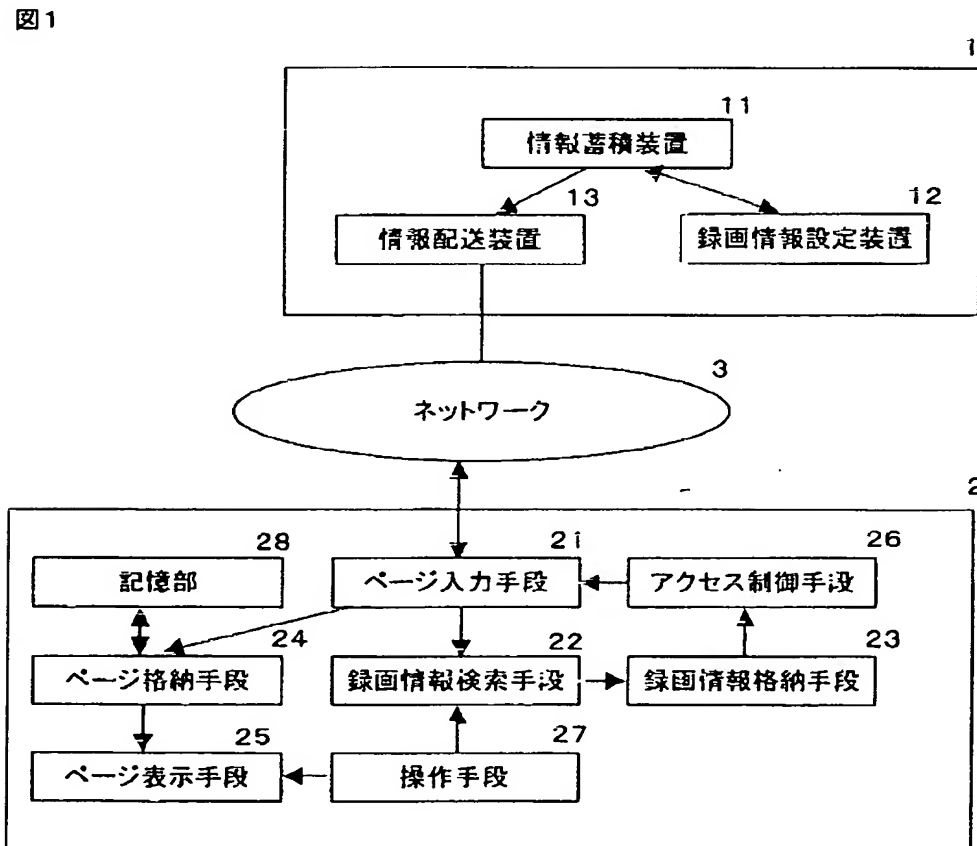 図1
1
11
情報蓄積装置
13
12
情報配送装置
録画情報設定装置
3
ネットワーク
2
28
21
26
記憶部
ページ入力手段
アクセス制御手段
24
22
23
ページ格納手段
録画情報検索手段
録画情報格納手段
25
27
ページ表示手段
操作手段